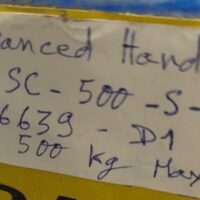 anced Hand
SC - 500 - S -
6639 - D1
500 kg Max